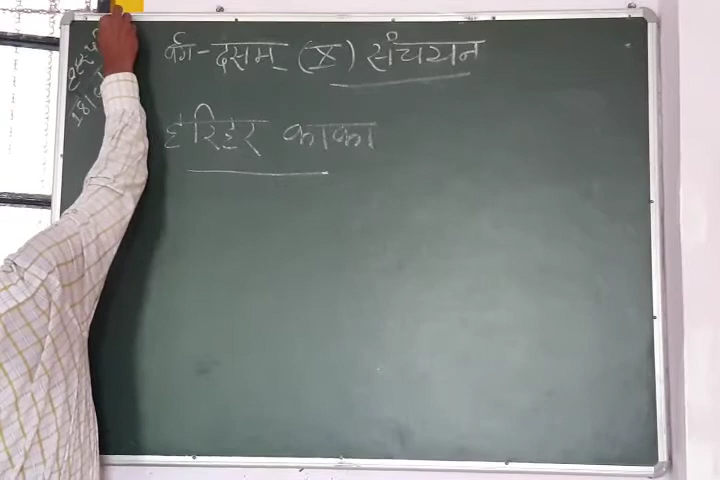 वर्ग - दसम (X) संचयन
हरिहर काका